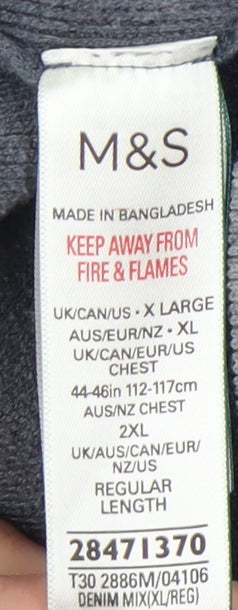 M&S
MADE IN BANGLADESH
KEEP AWAY FROM
FIRE & FLAMES
UK/CAN/US • X LARGE
AUS/EUR/NZ • XL
UK/CAN/EUR/US
CHEST
44-46in 112-117cm
AUS/NZ CHEST
2XL
UK/AUS/CAN/EUR/
NZ/US
REGULAR
LENGTH
28471370
T30 2886M/04106
DENIM MIX(XL/REG)